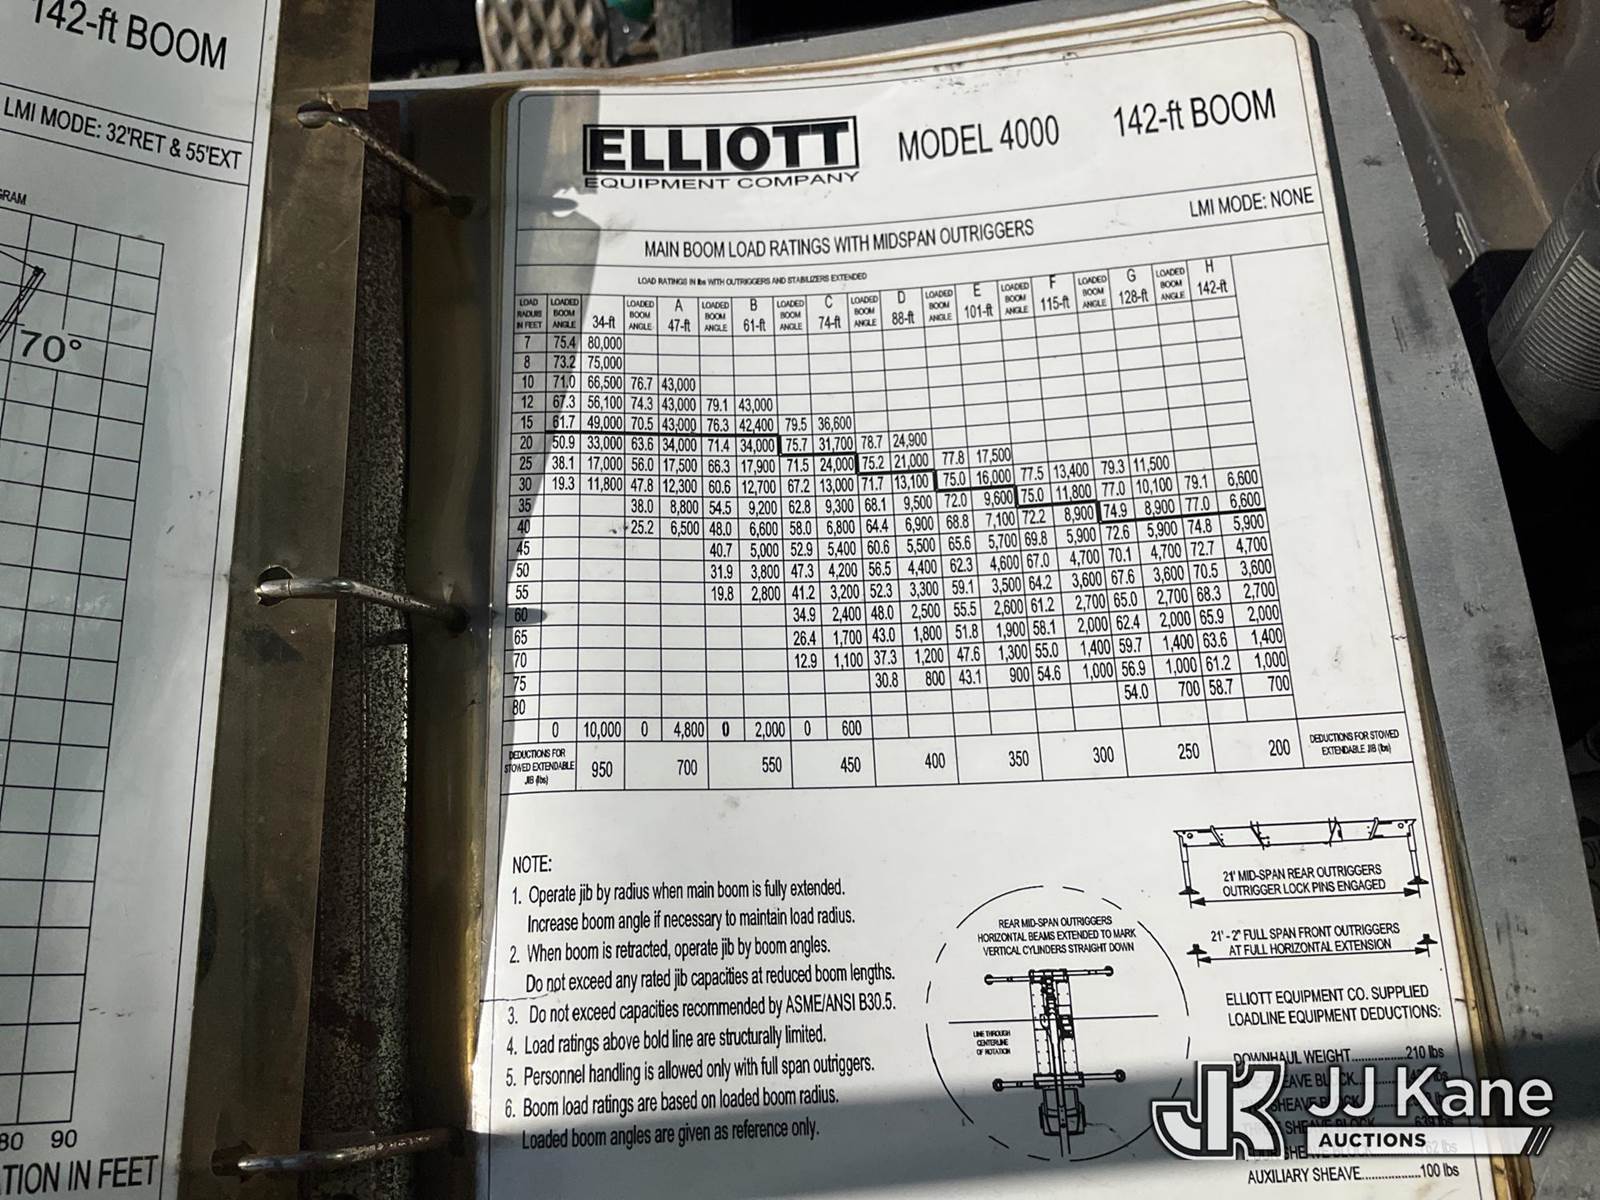 142-ft BOOM
LMI MODE: 32'RET & 55'EXT
GRAM
70°
80 90
TION IN FEET
ELLIOTT
EQUIPMENT COMPANY
MODEL 4000
142-ft BOOM
LMI MODE: NONE
MAIN BOOM LOAD RATINGS WITH MIDSPAN OUTRIGGERS
LOAD RATINGS IN lbs WITH OUTRIGGERS AND STABILIZERS EXTENDED
LOAD RADIUS IN FEET LOADED BOOM ANGLE 34-ft LOADED BOOM ANGLE A 47-ft LOADED BOOM ANGLE B 61-ft LOADED BOOM ANGLE C 74-ft LOADED BOOM ANGLE D 88-ft LOADED BOOM ANGLE E 101-ft LOADED BOOM ANGLE F 115-ft LOADED BOOM ANGLE G 128-ft LOADED BOOM ANGLE H 142-ft
7 75.4 80,000
8 73.2 75,000
10 71.0 66,500 76.7 43,000
12 67.3 56,100 74.3 43,000 79.1 43,000
15 61.7 49,000 70.5 43,000 76.3 42,400 79.5 36,600
20 50.9 33,000 63.6 34,000 71.4 34,000 75.7 31,700 78.7 24,900
25 38.1 17,000 56.0 17,500 66.3 17,900 71.5 24,000 75.2 21,000 77.8 17,500
30 19.3 11,800 47.8 12,300 60.6 12,700 67.2 13,000 71.7 13,100 75.0 16,000 77.5 13,400 79.3 11,500
35 38.0 8,800 54.5 9,200 62.8 9,300 68.1 9,500 72.0 9,600 75.0 11,800 77.0 10,100 79.1 6,600
40 25.2 6,500 48.0 6,600 58.0 6,800 64.4 6,900 68.8 7,100 72.2 8,900 74.9 8,900 77.0 6,600
45 40.7 5,000 52.9 5,400 60.6 5,500 65.6 5,700 69.8 5,900 72.6 5,900 74.8 5,900
50 31.9 3,800 47.3 4,200 56.5 4,400 62.3 4,600 67.0 4,700 70.1 4,700 72.7 4,700
55 19.8 2,800 41.2 3,200 52.3 3,300 59.1 3,500 64.2 3,600 67.6 3,600 70.5 3,600
60 34.9 2,400 48.0 2,500 55.5 2,600 61.2 2,700 65.0 2,700 68.3 2,700
65 26.4 1,700 43.0 1,800 51.8 1,900 58.1 2,000 62.4 2,000 65.9 2,000
70 12.9 1,100 37.3 1,200 47.6 1,300 55.0 1,400 59.7 1,400 63.6 1,400
75 30.8 800 43.1 900 54.6 1,000 56.9 1,000 61.2 1,000
80 54.0 700 58.7 700
0 10,000 0 4,800 0 2,000 0 600
DEDUCTIONS FOR STOWED EXTENDABLE JIB (lbs) 950 700 550 450 400 350 300 250 200 DEDUCTIONS FOR STOWED EXTENDABLE JIB (lbs)
NOTE:
1. Operate jib by radius when main boom is fully extended.
Increase boom angle if necessary to maintain load radius.
2. When boom is retracted, operate jib by boom angles.
Do not exceed any rated jib capacities at reduced boom lengths.
3. Do not exceed capacities recommended by ASME/ANSI B30.5.
4. Load ratings above bold line are structurally limited.
5. Personnel handling is allowed only with full span outriggers.
6. Boom load ratings are based on loaded boom radius.
Loaded boom angles are given as reference only.
REAR MID-SPAN OUTRIGGERS
HORIZONTAL BEAMS EXTENDED TO MARK
VERTICAL CYLINDERS STRAIGHT DOWN
LINE THROUGH
CENTERLINE
OF ROTATION
21' MID-SPAN REAR OUTRIGGERS
OUTRIGGER LOCK PINS ENGAGED
21' - 2" FULL SPAN FRONT OUTRIGGERS
AT FULL HORIZONTAL EXTENSION
ELLIOTT EQUIPMENT CO. SUPPLIED
LOADLINE EQUIPMENT DEDUCTIONS:
DOWNHAUL WEIGHT.................210 lbs
AUXILIARY SHEAVE.................100 lbs
JK JJ Kane
AUCTIONS